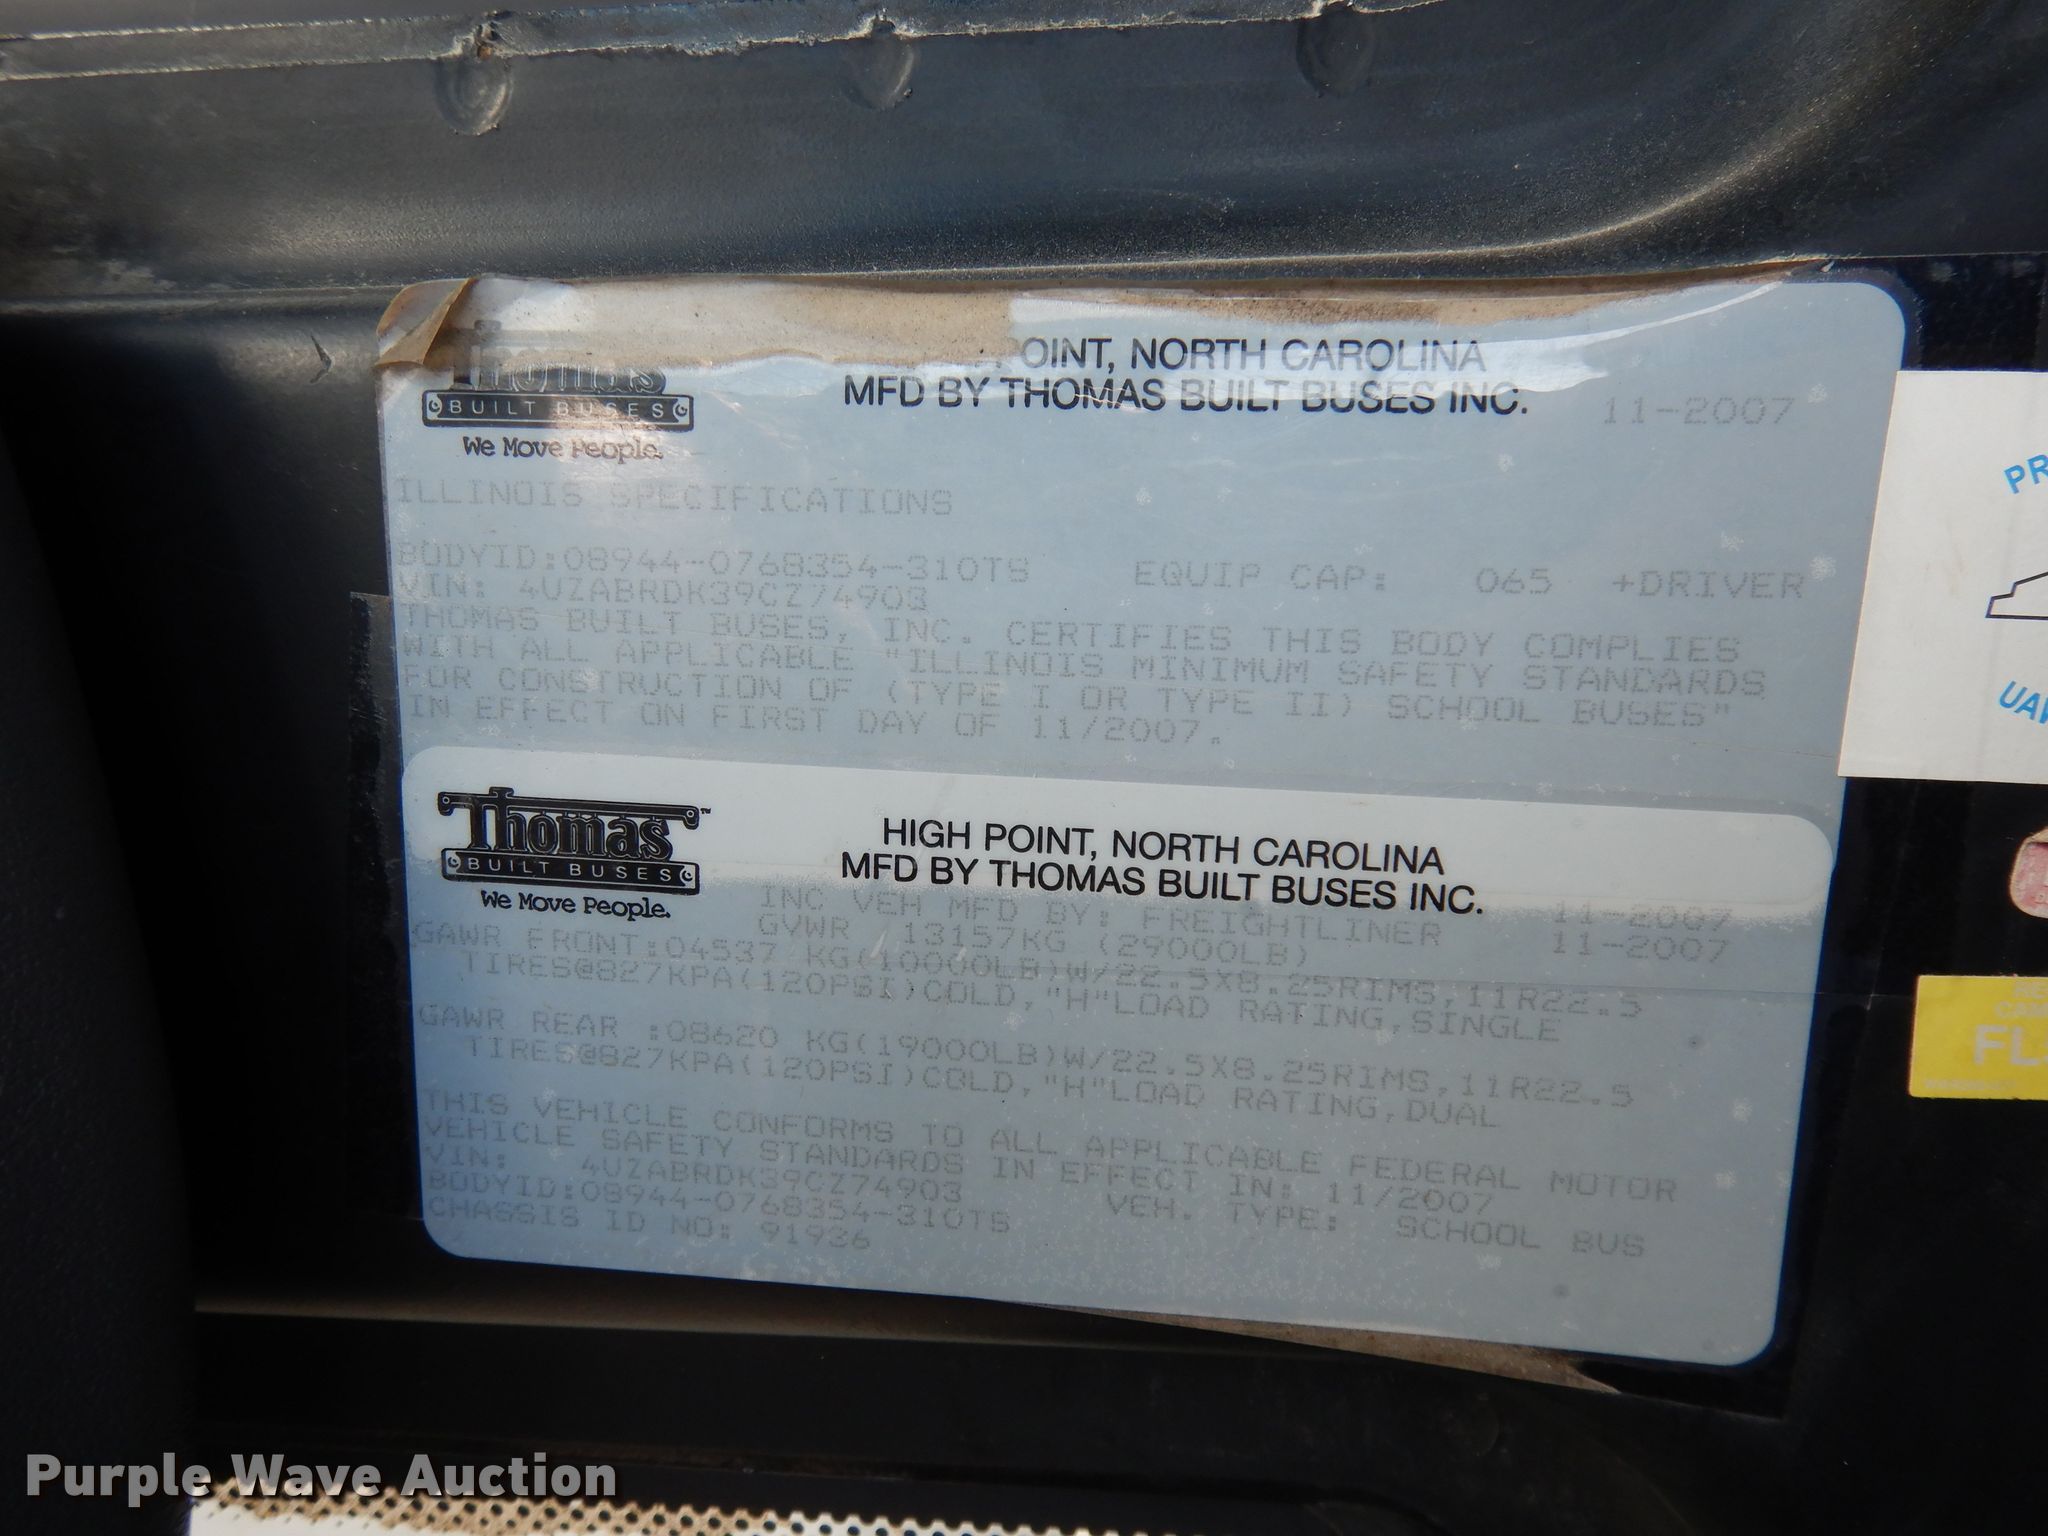 Thomas
BUILT BUSES
We Move People.
POINT, NORTH CAROLINA
MFD BY THOMAS BUILT BUSES INC.
11-2007
ILLINOIS SPECIFICATIONS
BODYID:08944-0768354-310TS EQUIP CAP: 065 +DRIVER
VIN: 4UZABRDK39CZ74903
THOMAS BUILT BUSES, INC. CERTIFIES THIS BODY COMPLIES
WITH ALL APPLICABLE "ILLINOIS MINIMUM SAFETY STANDARDS
FOR CONSTRUCTION OF (TYPE I OR TYPE II) SCHOOL BUSES"
IN EFFECT ON FIRST DAY OF 11/2007.
Thomas™
BUILT BUSES
We Move People.
HIGH POINT, NORTH CAROLINA
MFD BY THOMAS BUILT BUSES INC.
11-2007
INC VEH MFD BY: FREIGHTLINER 11-2007
GVWR 13157KG (29000LB)
GAWR FRONT:04537 KG(10000LB)W/22.5X8.25RIMS,11R22.5
TIRES@827KPA(120PSI)COLD,"H"LOAD RATING,SINGLE
GAWR REAR :08620 KG(19000LB)W/22.5X8.25RIMS,11R22.5
TIRES@827KPA(120PSI)COLD,"H"LOAD RATING,DUAL
THIS VEHICLE CONFORMS TO ALL APPLICABLE FEDERAL MOTOR
VEHICLE SAFETY STANDARDS IN EFFECT IN: 11/2007
VIN: 4UZABRDK39CZ74903
BODYID:08944-0768354-310TS VEH. TYPE: SCHOOL BUS
CHASSIS ID NO: 91936
PR
UAW
FL
Purple Wave Auction